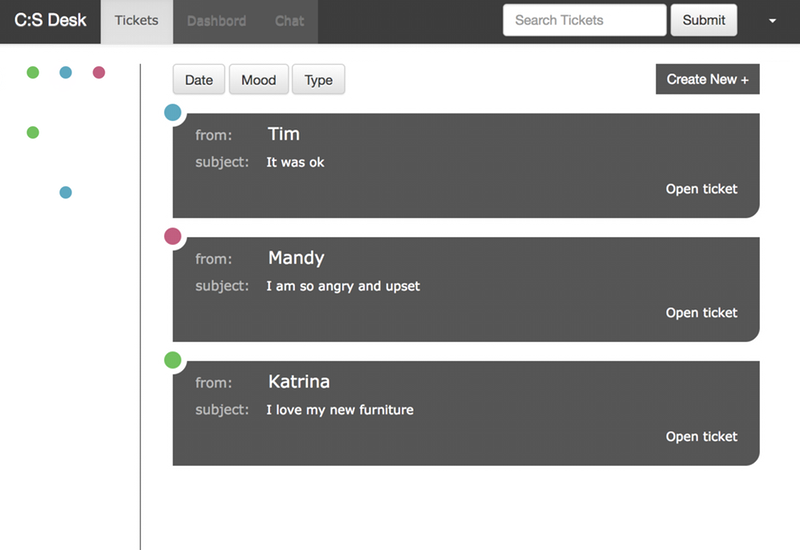 C:S Desk Tickets Dashbord Chat Search Tickets Submit
Date Mood Type Create New +
from: Tim
subject: It was ok
Open ticket
from: Mandy
subject: I am so angry and upset
Open ticket
from: Katrina
subject: I love my new furniture
Open ticket